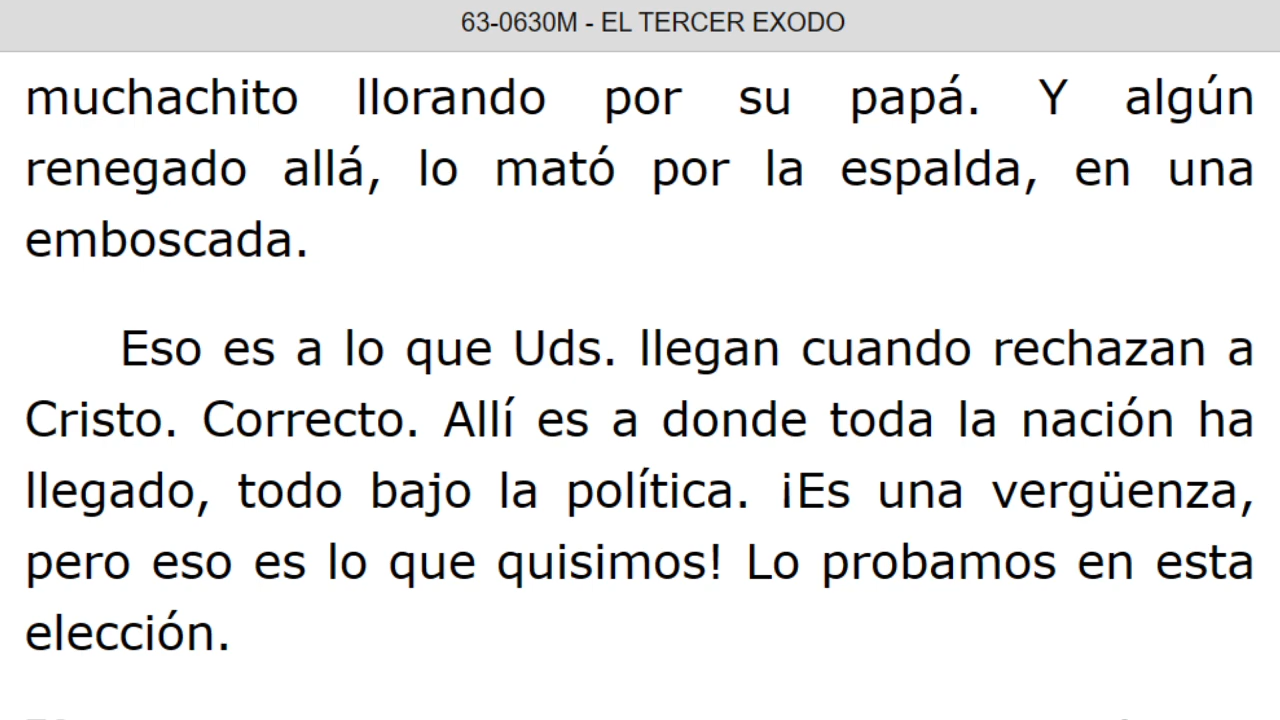 63-0630M - EL TERCER EXODO
muchachito llorando por su papá. Y algún
renegado allá, lo mató por la espalda, en una
emboscada.
Eso es a lo que Uds. llegan cuando rechazan a
Cristo. Correcto. Allí es a donde toda la nación ha
llegado, todo bajo la política. ¡Es una vergüenza,
pero eso es lo que quisimos! Lo probamos en esta
elección.